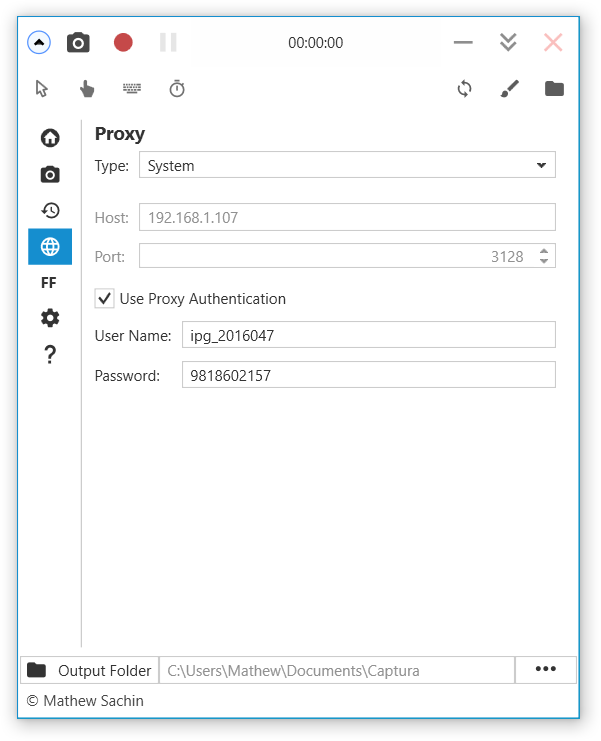 00:00:00
Proxy
Type: System
Host: 192.168.1.107
Port: 3128
Use Proxy Authentication
User Name: ipg_2016047
Password: 9818602157
FF
?
Output Folder C:\Users\Mathew\Documents\Captura •••
© Mathew Sachin